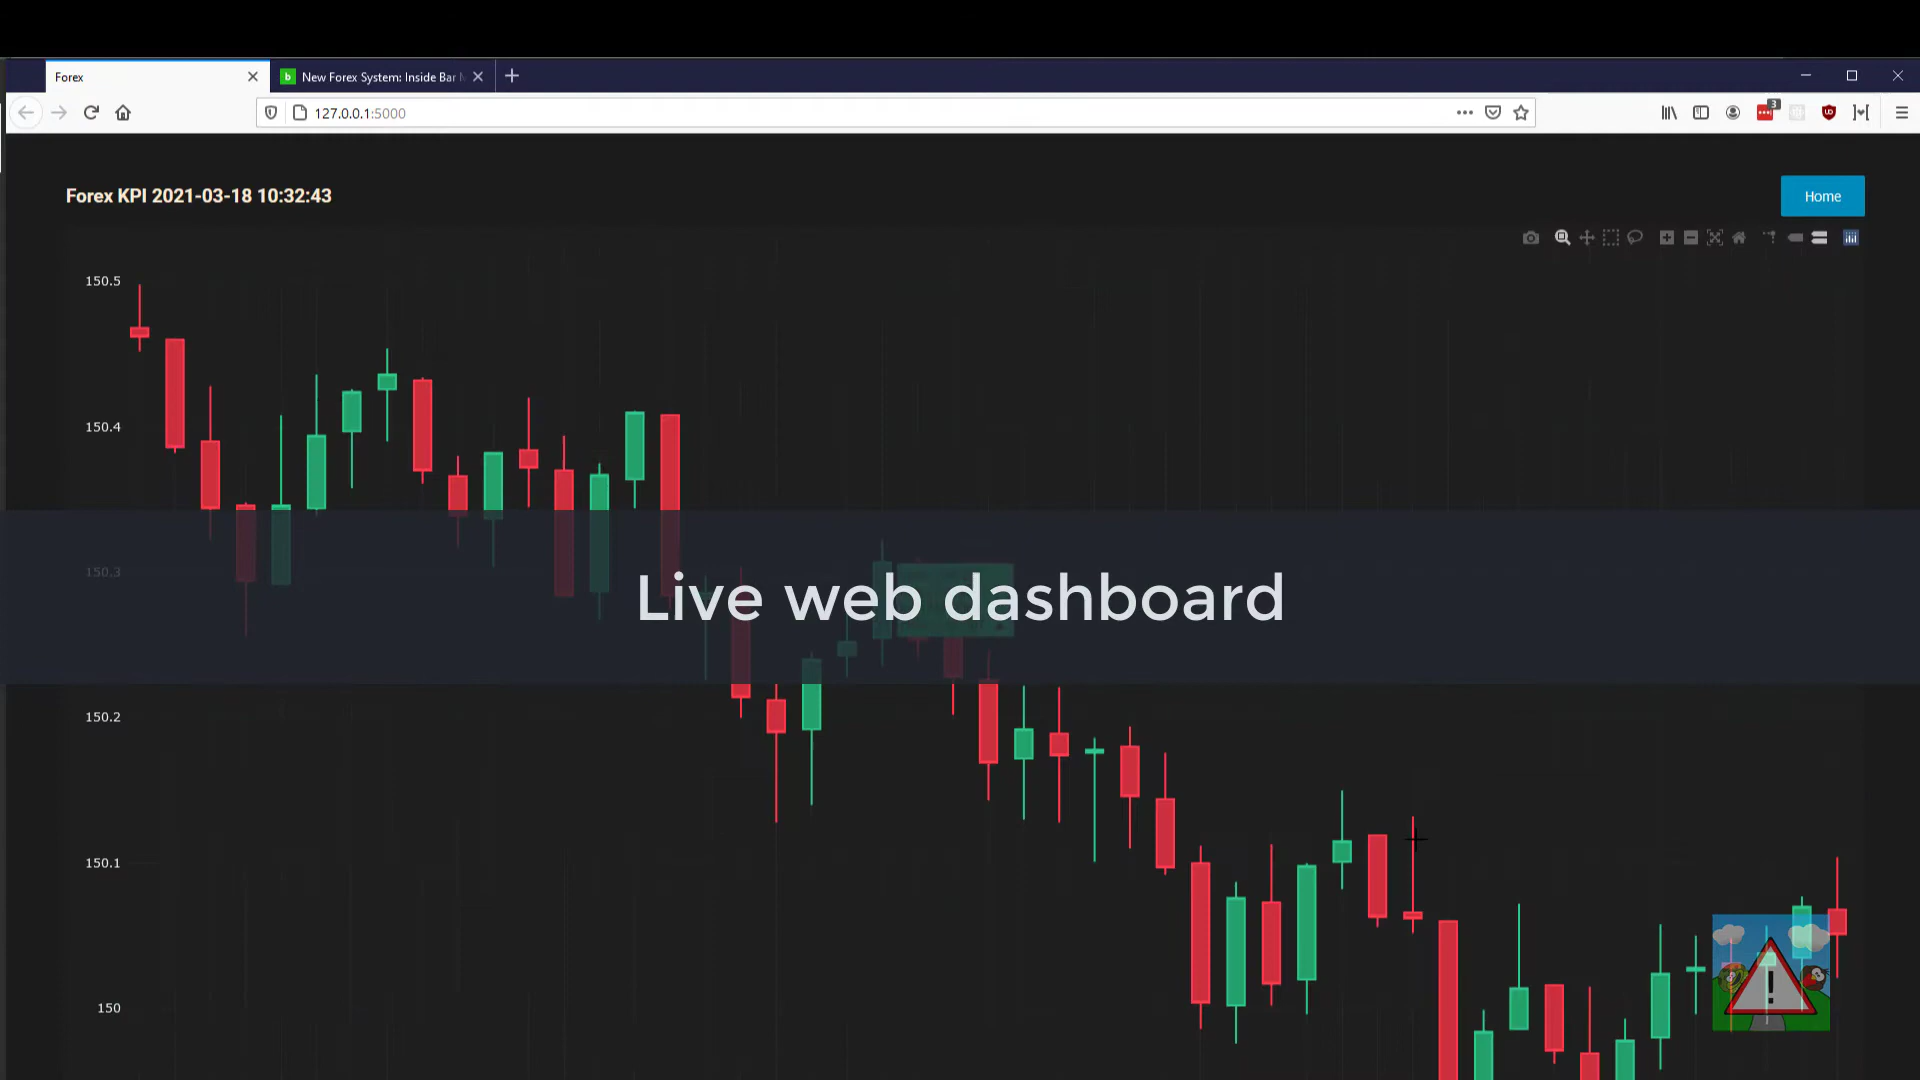 Forex
b New Forex System: Inside Bar
127.0.0.1:5000
3
Forex KPI 2021-03-18 10:32:43
Home
150.5
150.4
150.3
Live web dashboard
150.2
150.1
150
!